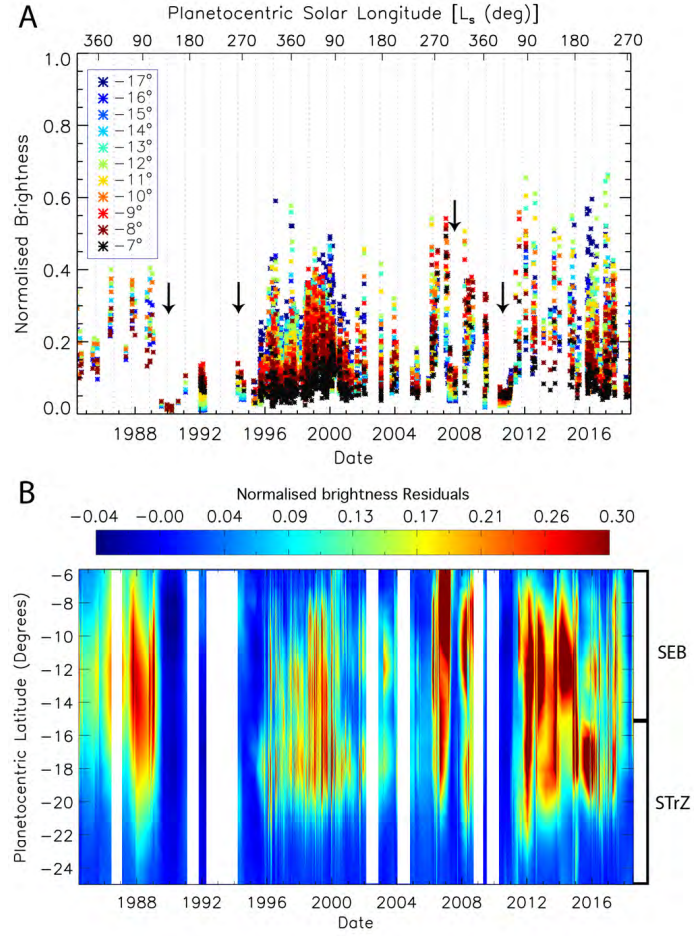 A
Planetocentric Solar Longitude [Ls (deg)]
360 90 180 270 360 90 180 270 360 90 180 270
1.0
0.8
0.6
0.4
0.2
0.0
Normalised Brightness
−17°
−16°
−15°
−14°
−13°
−12°
−11°
−10°
−9°
−8°
−7°
1988 1992 1996 2000 2004 2008 2012 2016
Date
B
Normalised brightness Residuals
−0.04 −0.00 0.04 0.09 0.13 0.17 0.21 0.26 0.30
−6
−8
−10
−12
−14
−16
−18
−20
−22
−24
Planetocentric Latitude (Degrees)
SEB
STrZ
1988 1992 1996 2000 2004 2008 2012 2016
Date